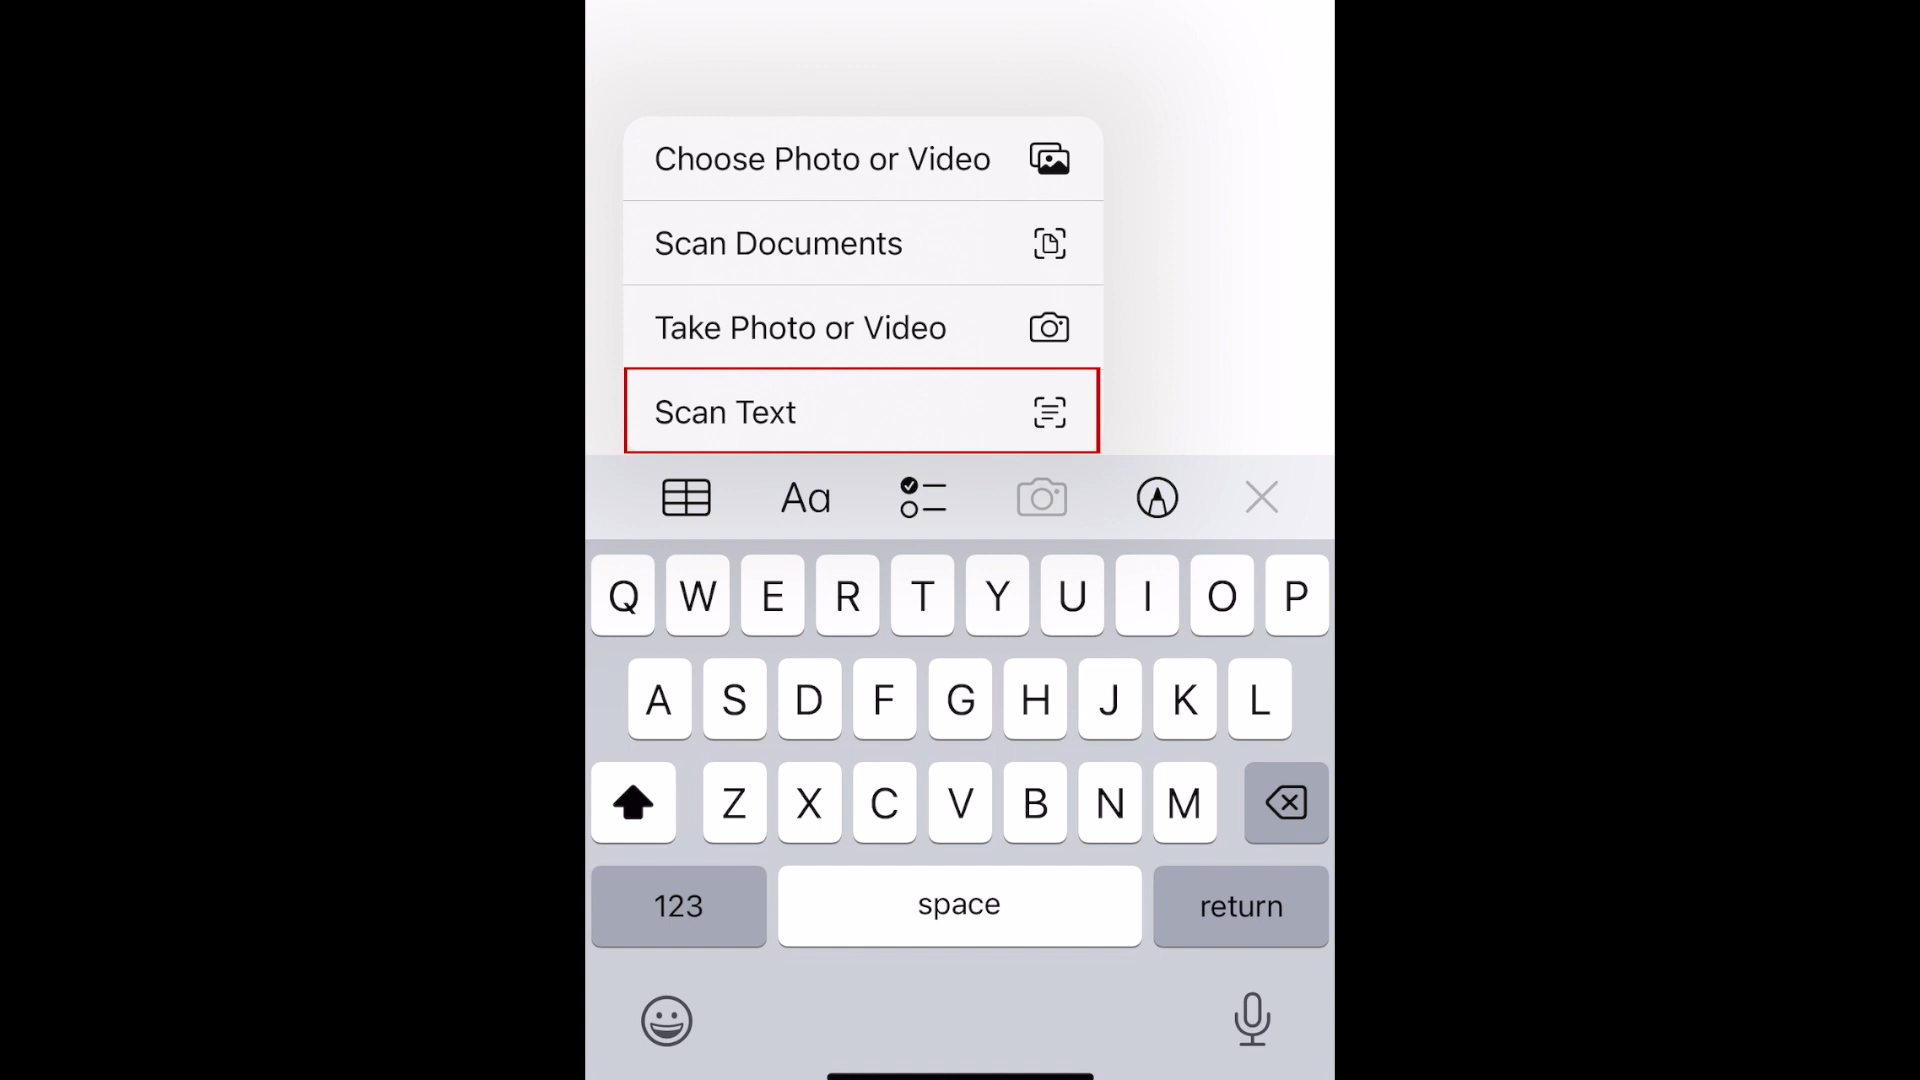 Choose Photo or Video
Scan Documents
Take Photo or Video
Scan Text
Aa
Q W E R T Y U I O P
A S D F G H J K L
Z X C V B N M
123 space return